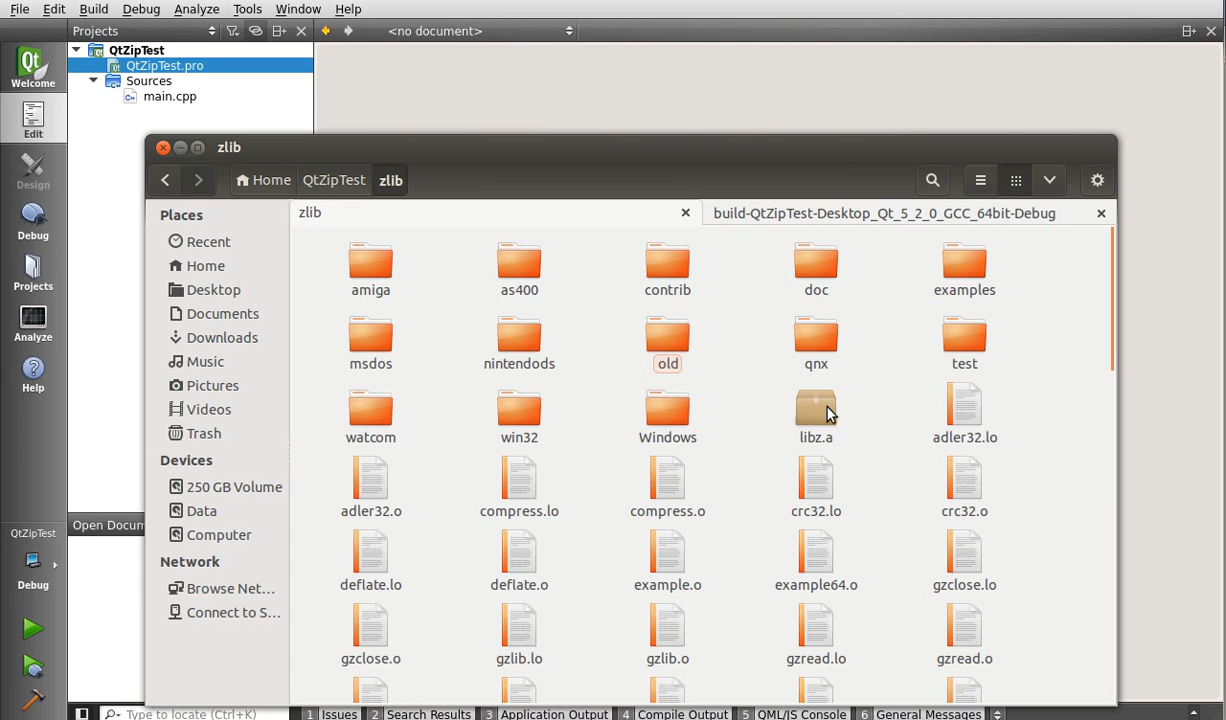 File Edit Build Debug Analyze Tools Window Help
Projects <no document>
QtZipTest
QtZipTest.pro
Sources
main.cpp
Qt
Welcome
Edit
Design
Debug
Projects
Analyze
Help
zlib
Home QtZipTest zlib
Places
Recent
Home
Desktop
Documents
Downloads
Music
Pictures
Videos
Trash
Devices
250 GB Volume
Data
Computer
Network
Browse Net...
Connect to S...
zlib build-QtZipTest-Desktop_Qt_5_2_0_GCC_64bit-Debug
amiga as400 contrib doc examples
msdos nintendods old qnx test
watcom win32 Windows libz.a adler32.lo
adler32.o compress.lo compress.o crc32.lo crc32.o
deflate.lo deflate.o example.o example64.o gzclose.lo
gzclose.o gzlib.lo gzlib.o gzread.lo gzread.o
Open Docum
QtZipTest
Debug
Type to locate (Ctrl+K) 1 Issues 2 Search Results 3 Application Output 4 Compile Output 5 QML/JS Console 6 General Messages